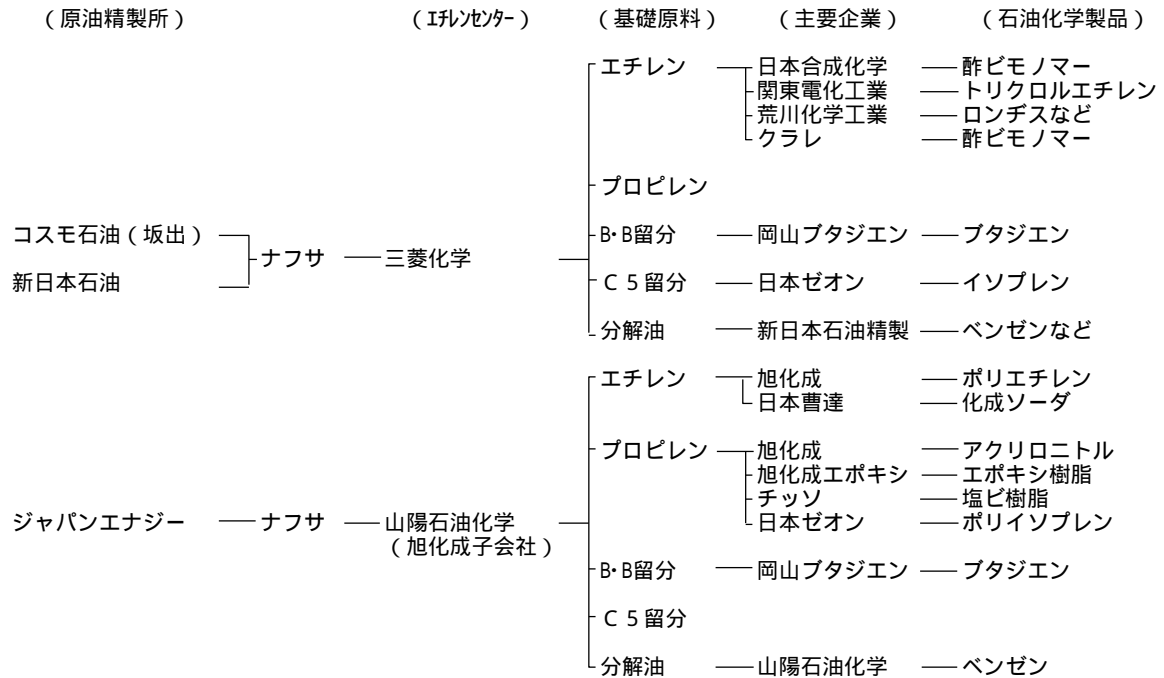 （原油精製所） （ｴﾁﾚﾝｾﾝﾀｰ） （基礎原料） （主要企業） （石油化学製品）
エチレン 日本合成化学 酢ビモノマー
関東電化工業 トリクロルエチレン
荒川化学工業 ロンヂスなど
クラレ 酢ビモノマー
プロピレン
コスモ石油（坂出） B・B留分 岡山ブタジエン ブタジエン
ナフサ 三菱化学
新日本石油 Ｃ５留分 日本ゼオン イソプレン
分解油 新日本石油精製 ベンゼンなど
エチレン 旭化成 ポリエチレン
日本曹達 化成ソーダ
プロピレン 旭化成 アクリロニトル
旭化成エポキシ エポキシ樹脂
チッソ 塩ビ樹脂
ジャパンエナジー ナフサ 山陽石油化学 日本ゼオン ポリイソプレン
（旭化成子会社）
B・B留分 岡山ブタジエン ブタジエン
Ｃ５留分
分解油 山陽石油化学 ベンゼン